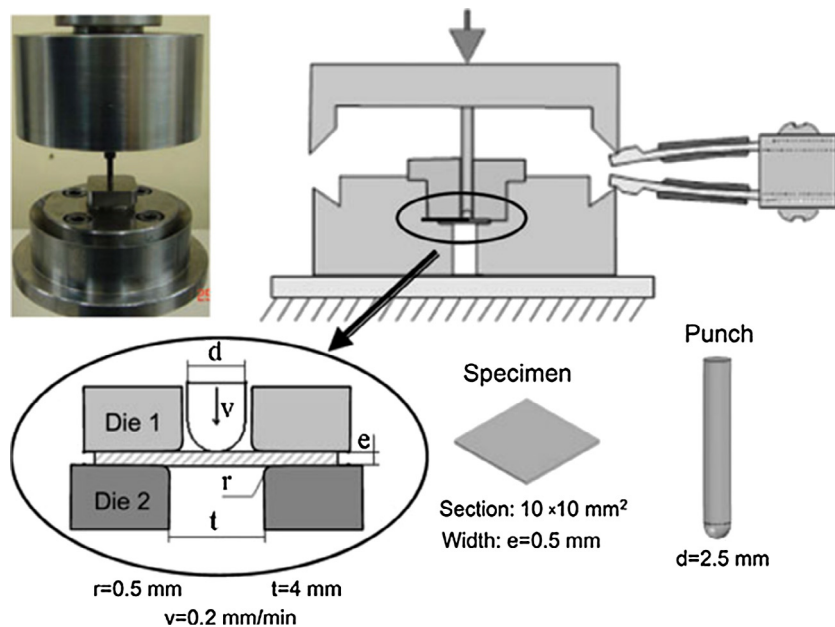 Die 1
Die 2
d
v
e
r
t
r=0.5 mm t=4 mm
v=0.2 mm/min
Specimen
Section: 10 ×10 mm²
Width: e=0.5 mm
Punch
d=2.5 mm